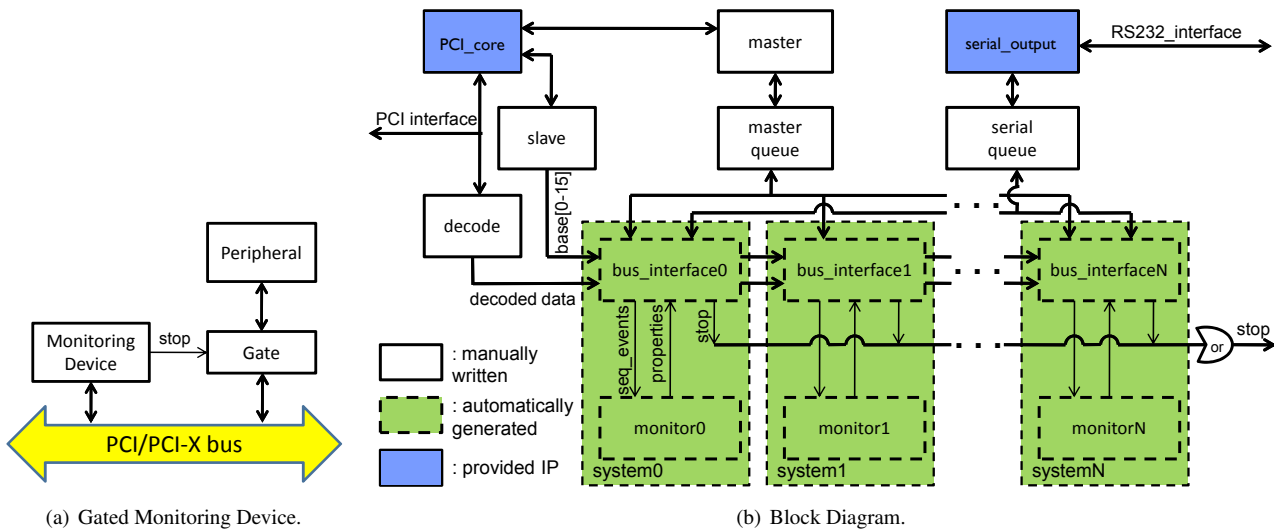 Peripheral
Monitoring
Device
stop
Gate
PCI/PCI-X bus
(a) Gated Monitoring Device.
PCI_core
master
serial_output
RS232_interface
PCI interface
slave
master
queue
serial
queue
decode
base[0-15]
decoded data
bus_interface0
bus_interface1
bus_interfaceN
. . .
. . .
. . .
seq_events
properties
stop
or
stop
monitor0
monitor1
monitorN
system0
system1
systemN
: manually
written
: automatically
generated
: provided IP
(b) Block Diagram.